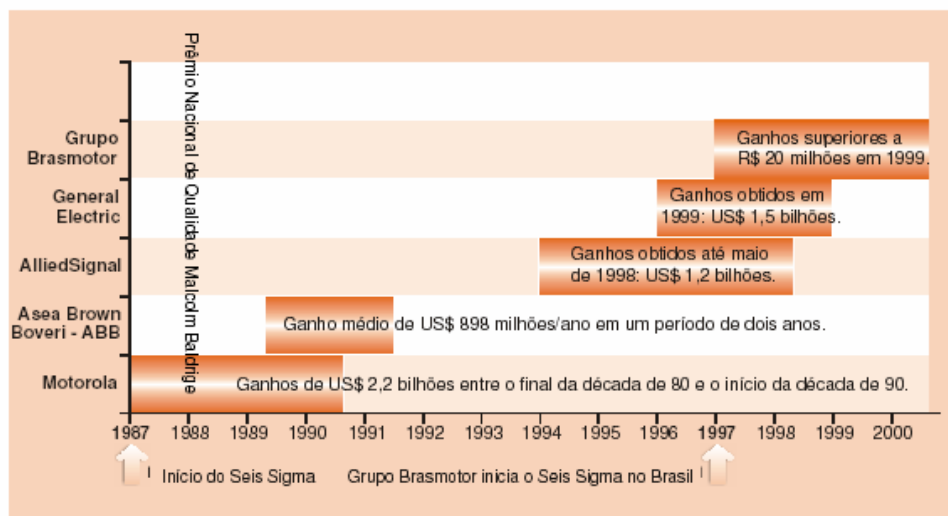 Prêmio Nacional de Qualidade Malcolm Baldrige
Grupo
Brasmotor
Ganhos superiores a
R$ 20 milhões em 1999.
General
Electric
Ganhos obtidos em
1999: US$ 1,5 bilhões.
AlliedSignal
Ganhos obtidos até maio
de 1998: US$ 1,2 bilhões.
Asea Brown
Boveri - ABB
Ganho médio de US$ 898 milhões/ano em um período de dois anos.
Motorola
Ganhos de US$ 2,2 bilhões entre o final da década de 80 e o início da década de 90.
1987 1988 1989 1990 1991 1992 1993 1994 1995 1996 1997 1998 1999 2000
Início do Seis Sigma
Grupo Brasmotor inicia o Seis Sigma no Brasil